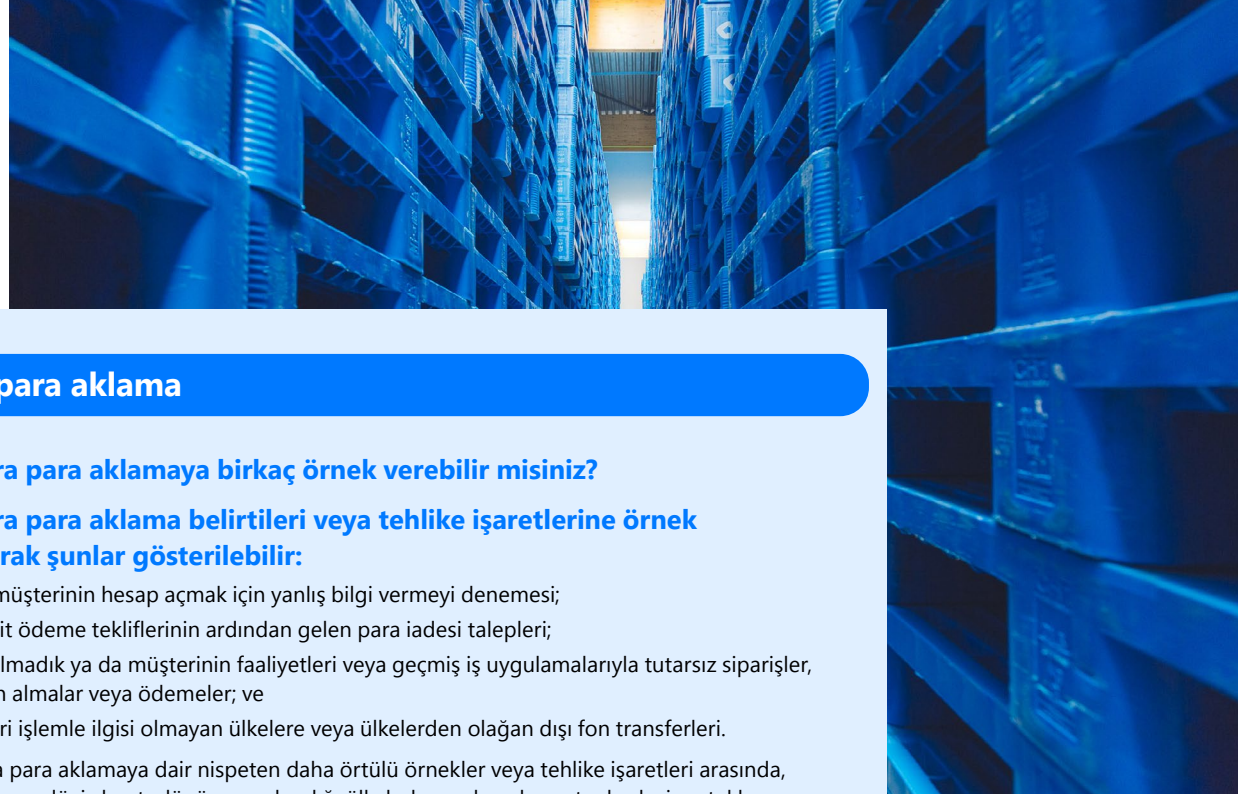 para aklama
ra para aklamaya birkaç örnek verebilir misiniz?
ra para aklama belirtileri veya tehlike işaretlerine örnek
rak şunlar gösterilebilir:
müşterinin hesap açmak için yanlış bilgi vermeyi denemesi;
it ödeme tekliflerinin ardından gelen para iadesi talepleri;
lmadık ya da müşterinin faaliyetleri veya geçmiş iş uygulamalarıyla tutarsız siparişler,
n almalar veya ödemeler; ve
ri işlemle ilgisi olmayan ülkelere veya ülkelerden olağan dışı fon transferleri.
a para aklamaya dair nispeten daha örtülü örnekler veya tehlike işaretleri arasında,